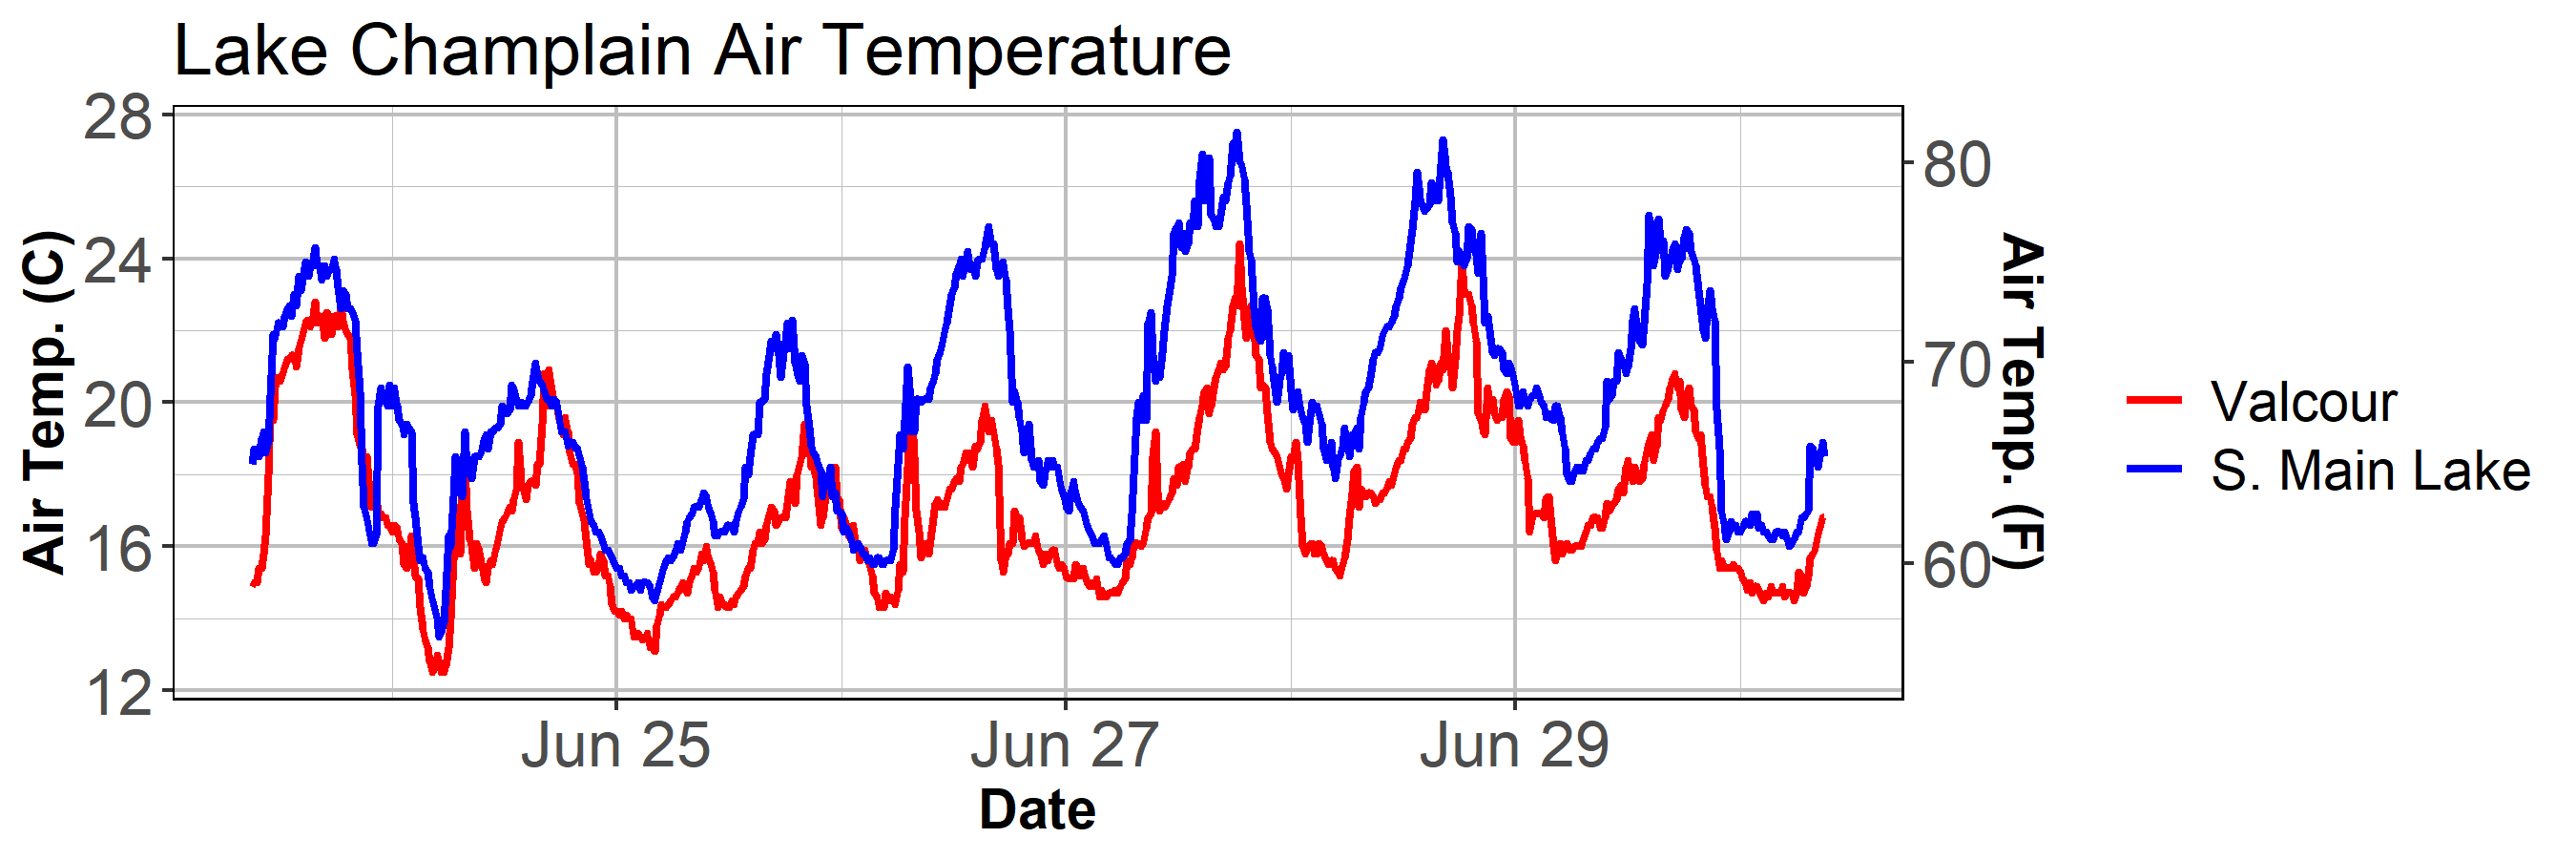 Lake Champlain Air Temperature
28
24
20
16
12
Air Temp. (C)
80
70
60
Air Temp. (F)
Jun 25 Jun 27 Jun 29
Date
Valcour
S. Main Lake